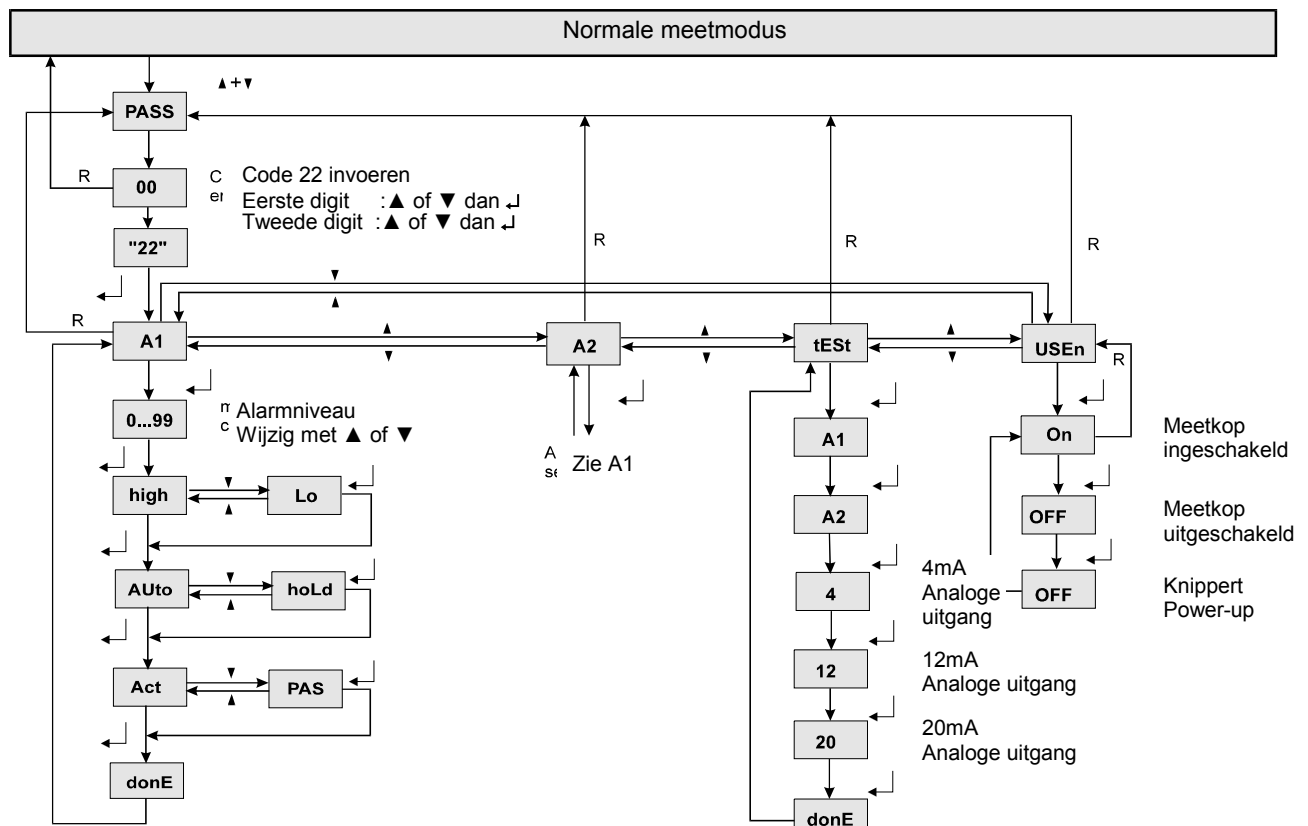 Normale meetmodus
▲+▼
PASS
R
00
C
Code 22 invoeren
Eerste digit :▲ of ▼ dan ↵
Tweede digit :▲ of ▼ dan ↵
"22"
R
R
R
▼
▲
↵
R
A1
▲
▼
A2
▲
▼
tESt
▲
▼
USEn
R
↵
0...99
Alarmniveau
Wijzig met ▲ of ▼
↵
high
▼
▲
Lo
↵
↵
AUto
▼
▲
hoLd
↵
↵
Act
▼
▲
PAS
↵
↵
donE
↵
A
Zie A1
↵
A1
↵
A2
↵
4
4mA
Analoge
uitgang
↵
12
12mA
Analoge uitgang
↵
20
20mA
Analoge uitgang
↵
donE
↵
On
Meetkop
ingeschakeld
↵
OFF
Meetkop
uitgeschakeld
↵
OFF
Knippert
Power-up